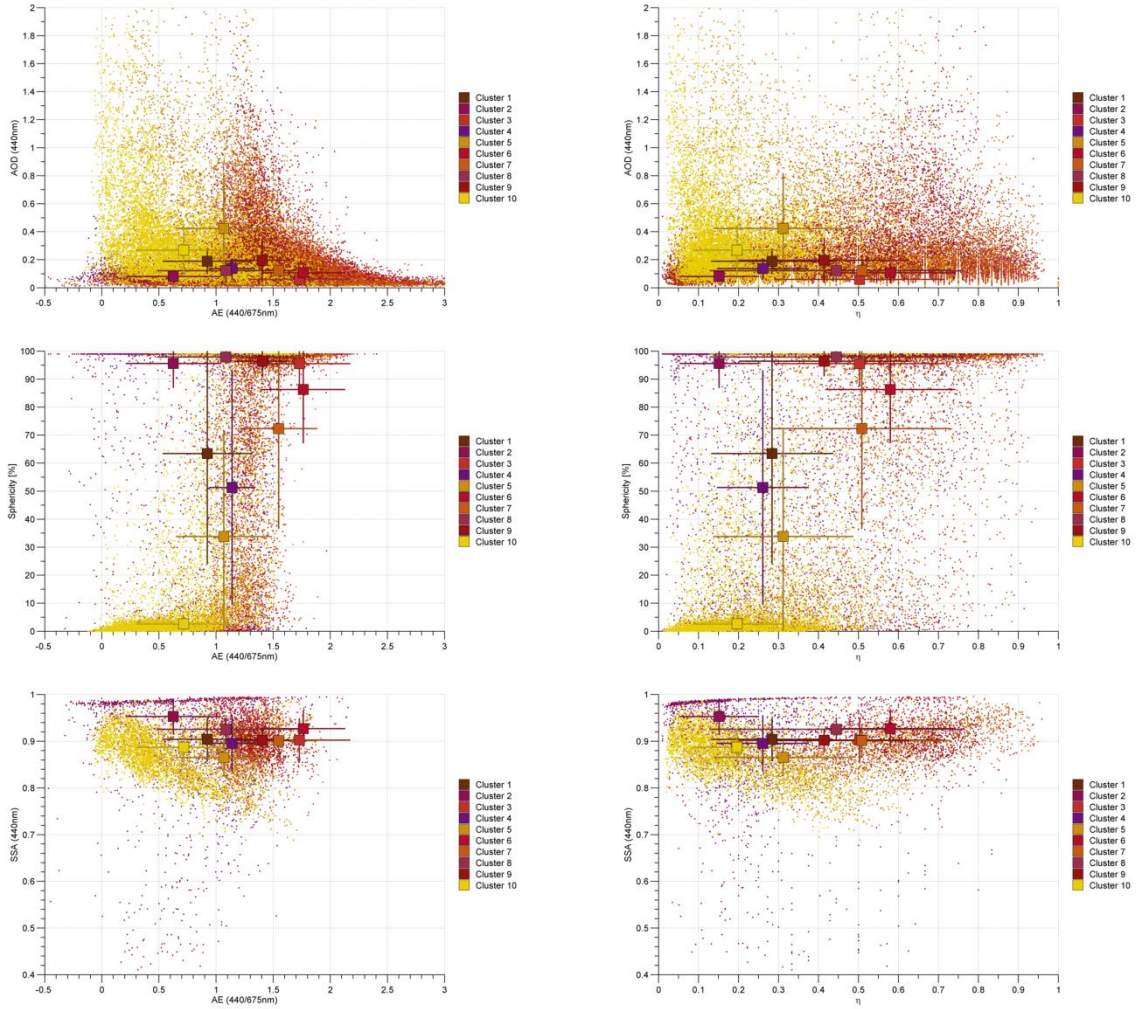 2
1.8
1.6
1.4
1.2
1
0.8
0.6
0.4
0.2
0
AOD (440nm)
-0.5 0 0.5 1 1.5 2 2.5 3
AE (440/675nm)
Cluster 1
Cluster 2
Cluster 3
Cluster 4
Cluster 5
Cluster 6
Cluster 7
Cluster 8
Cluster 9
Cluster 10
2
1.8
1.6
1.4
1.2
1
0.8
0.6
0.4
0.2
0
AOD (440nm)
0 0.1 0.2 0.3 0.4 0.5 0.6 0.7 0.8 0.9 1
η
Cluster 1
Cluster 2
Cluster 3
Cluster 4
Cluster 5
Cluster 6
Cluster 7
Cluster 8
Cluster 9
Cluster 10
100
90
80
70
60
50
40
30
20
10
0
Sphericity [%]
-0.5 0 0.5 1 1.5 2 2.5 3
AE (440/675nm)
Cluster 1
Cluster 2
Cluster 3
Cluster 4
Cluster 5
Cluster 6
Cluster 7
Cluster 8
Cluster 9
Cluster 10
100
90
80
70
60
50
40
30
20
10
0
Sphericity [%]
0 0.1 0.2 0.3 0.4 0.5 0.6 0.7 0.8 0.9 1
η
Cluster 1
Cluster 2
Cluster 3
Cluster 4
Cluster 5
Cluster 6
Cluster 7
Cluster 8
Cluster 9
Cluster 10
1
0.9
0.8
0.7
0.6
0.5
0.4
SSA (440nm)
-0.5 0 0.5 1 1.5 2 2.5 3
AE (440/675nm)
Cluster 1
Cluster 2
Cluster 3
Cluster 4
Cluster 5
Cluster 6
Cluster 7
Cluster 8
Cluster 9
Cluster 10
1
0.9
0.8
0.7
0.6
0.5
0.4
SSA (440nm)
0 0.1 0.2 0.3 0.4 0.5 0.6 0.7 0.8 0.9 1
η
Cluster 1
Cluster 2
Cluster 3
Cluster 4
Cluster 5
Cluster 6
Cluster 7
Cluster 8
Cluster 9
Cluster 10